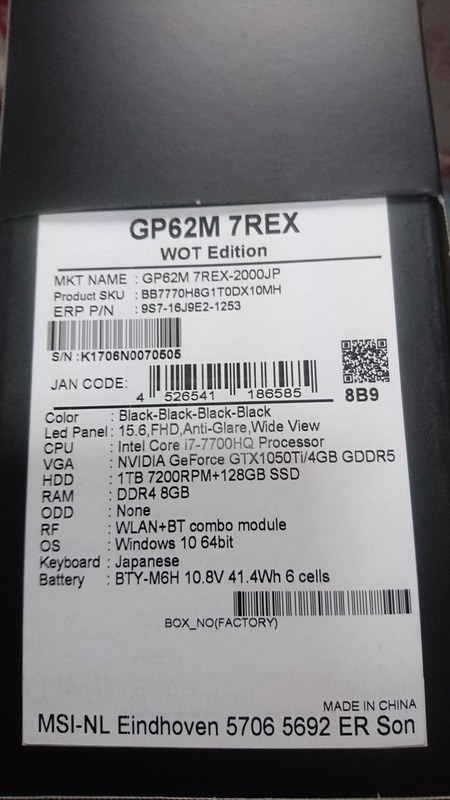 GP62M 7REX
WOT Edition
MKT NAME : GP62M 7REX-2000JP
Product SKU : BB7770H8G1T0DX10MH
ERP P/N : 9S7-16J9E2-1253
S/N :K1706N0070505
JAN CODE: 4 526541 186585
8B9
Color : Black-Black-Black-Black
Led Panel : 15.6,FHD,Anti-Glare,Wide View
CPU : Intel Core i7-7700HQ Processor
VGA : NVIDIA GeForce GTX1050Ti/4GB GDDR5
HDD : 1TB 7200RPM+128GB SSD
RAM : DDR4 8GB
ODD : None
RF : WLAN+BT combo module
OS : Windows 10 64bit
Keyboard : Japanese
Battery : BTY-M6H 10.8V 41.4Wh 6 cells
BOX_NO(FACTORY)
MADE IN CHINA
MSI-NL Eindhoven 5706 5692 ER Son